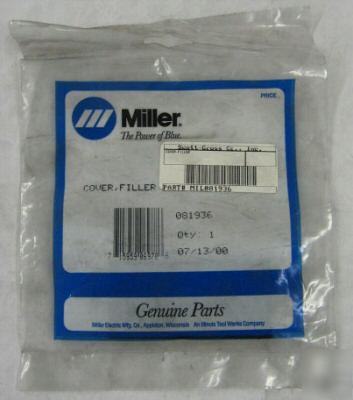 PRICE
Miller
The Power of Blue
Scott-Gross Co., Inc.
COVER, FILLER
PART# MIL081936
081936
Qty: 1
07/13/00
Genuine Parts
Miller Electric Mfg. Co., Appleton, Wisconsin An Illinois Tool Works Company